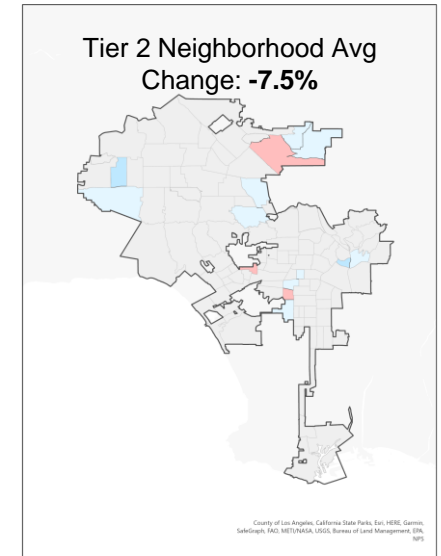 Tier 2 Neighborhood Avg
Change: -7.5%
County of Los Angeles, California State Parks, Esri, HERE, Garmin,
SafeGraph, FAO, METI/NASA, USGS, Bureau of Land Management, EPA,
NPS